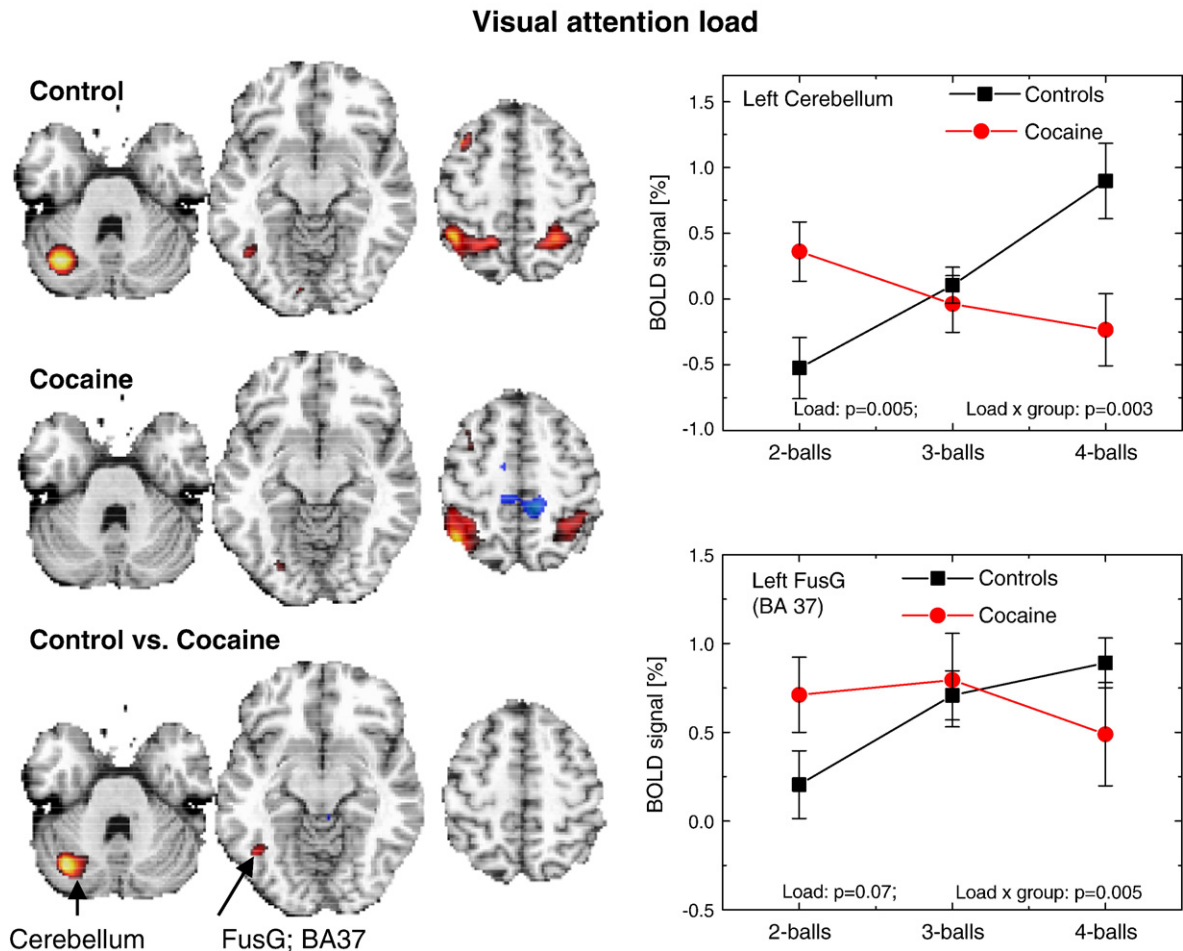 Visual attention load
Control
Cocaine
Control vs. Cocaine
Cerebellum
FusG; BA37
Left Cerebellum
Controls
Cocaine
BOLD signal [%]
1.5
1.0
0.5
0.0
-0.5
-1.0
Load: p=0.005; Load x group: p=0.003
2-balls 3-balls 4-balls
Left FusG
(BA 37)
Controls
Cocaine
BOLD signal [%]
1.5
1.0
0.5
0.0
-0.5
Load: p=0.07; Load x group: p=0.005
2-balls 3-balls 4-balls